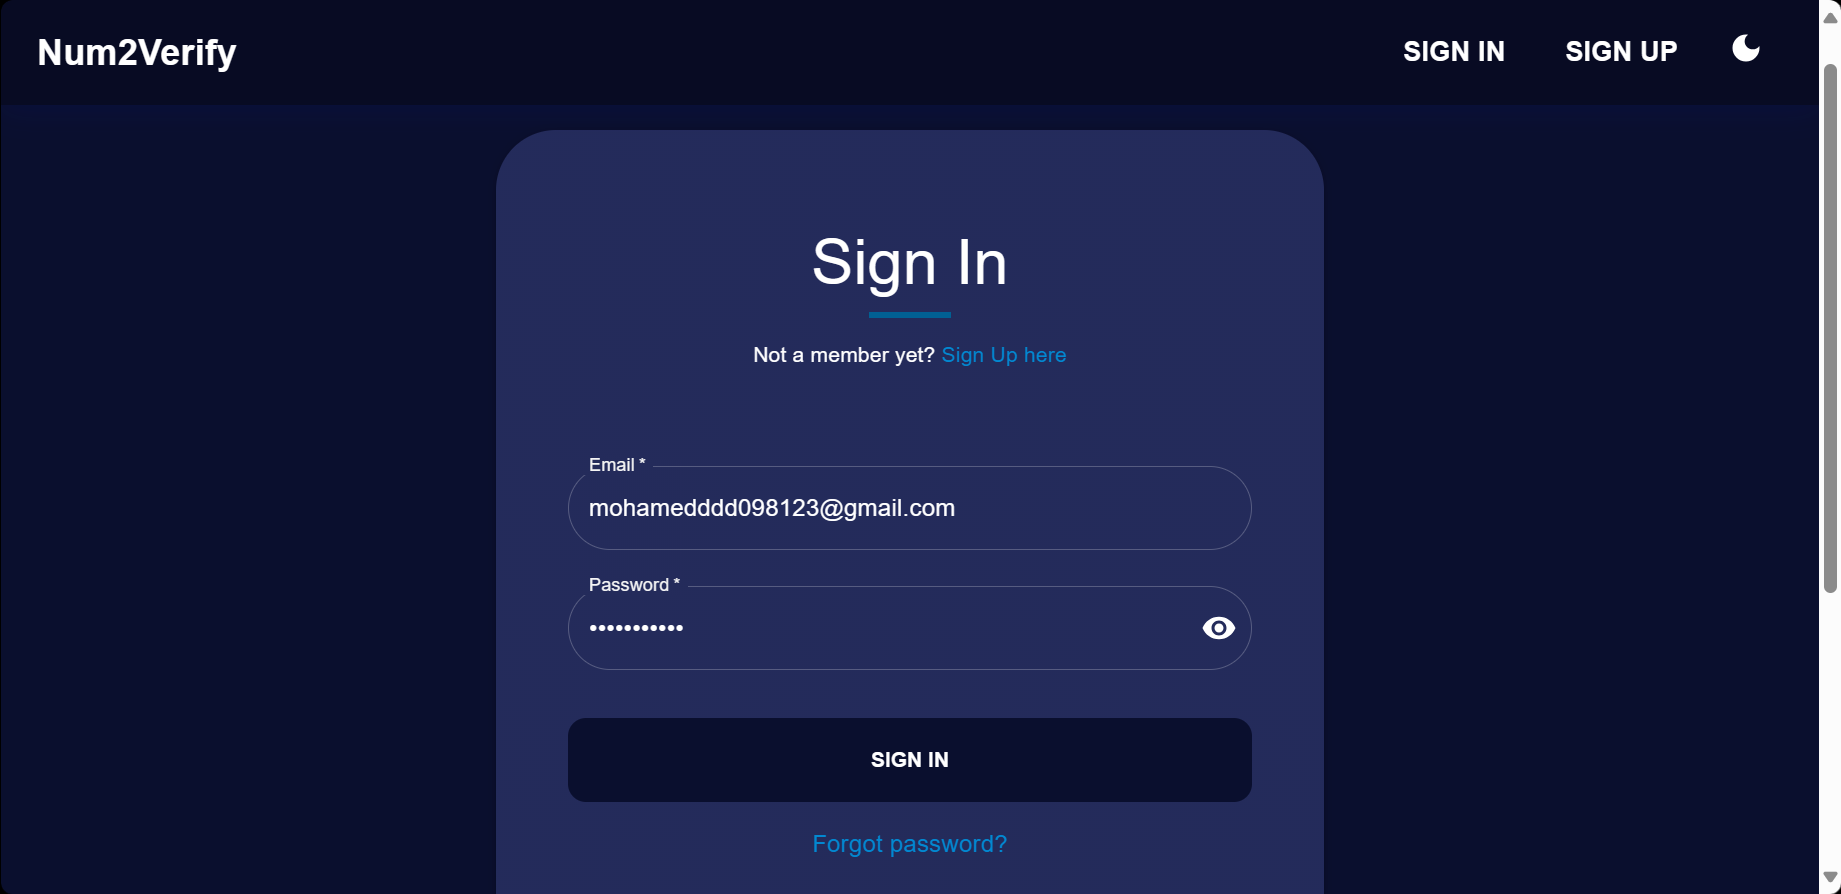 Num2Verify
SIGN IN
SIGN UP
Sign In
Not a member yet? Sign Up here
Email *
mohamedddd098123@gmail.com
Password *
•••••••••••
SIGN IN
Forgot password?